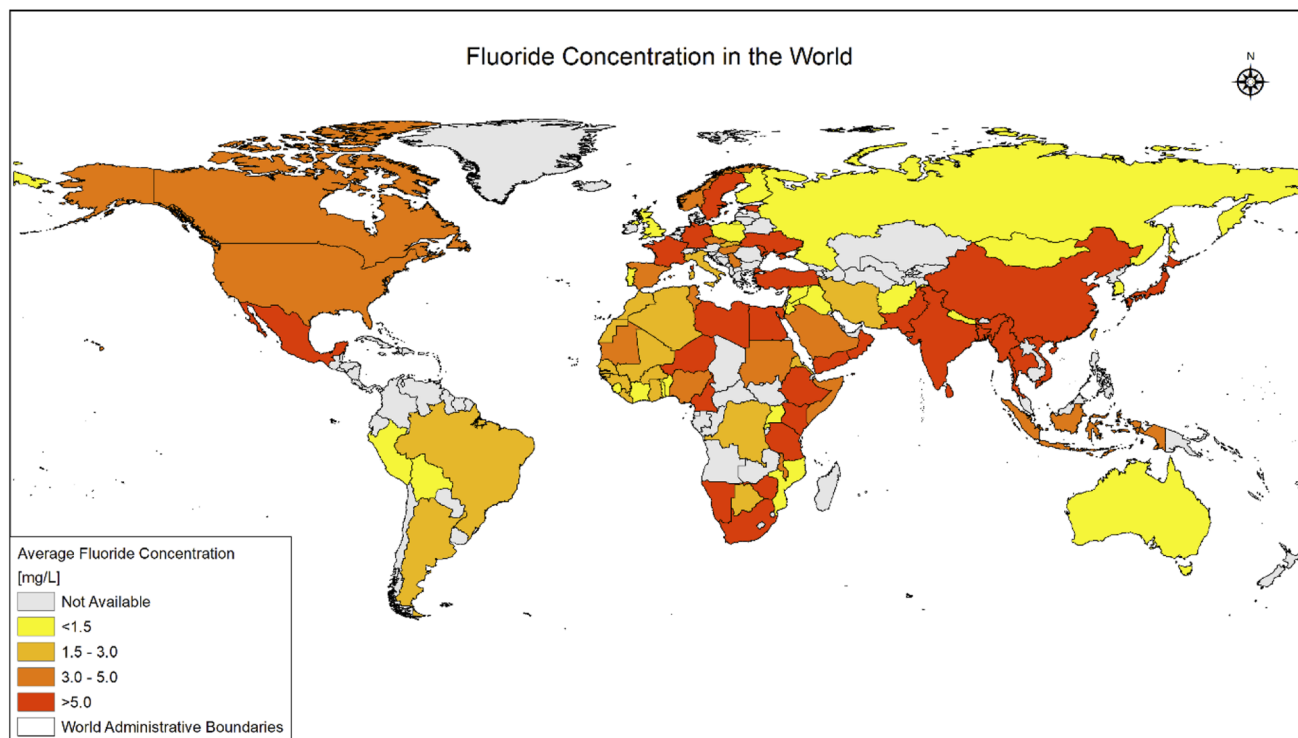 Fluoride Concentration in the World
N
Average Fluoride Concentration
[mg/L]
Not Available
<1.5
1.5 - 3.0
3.0 - 5.0
>5.0
World Administrative Boundaries